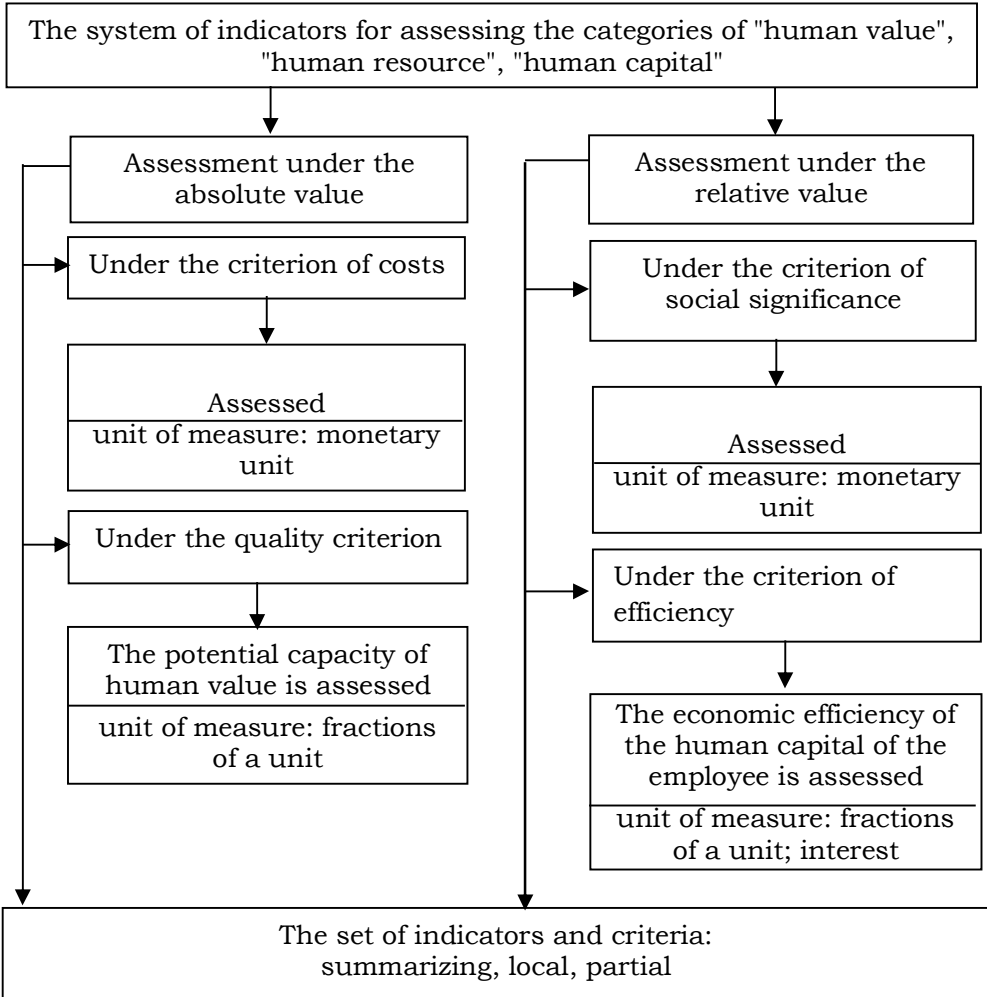 The system of indicators for assessing the categories of "human value",
"human resource", "human capital"
Assessment under the
absolute value
Under the criterion of costs
Assessed
unit of measure: monetary
unit
Under the quality criterion
The potential capacity of
human value is assessed
unit of measure: fractions
of a unit
Assessment under the
relative value
Under the criterion of
social significance
Assessed
unit of measure: monetary
unit
Under the criterion of
efficiency
The economic efficiency of
the human capital of the
employee is assessed
unit of measure: fractions
of a unit; interest
The set of indicators and criteria:
summarizing, local, partial